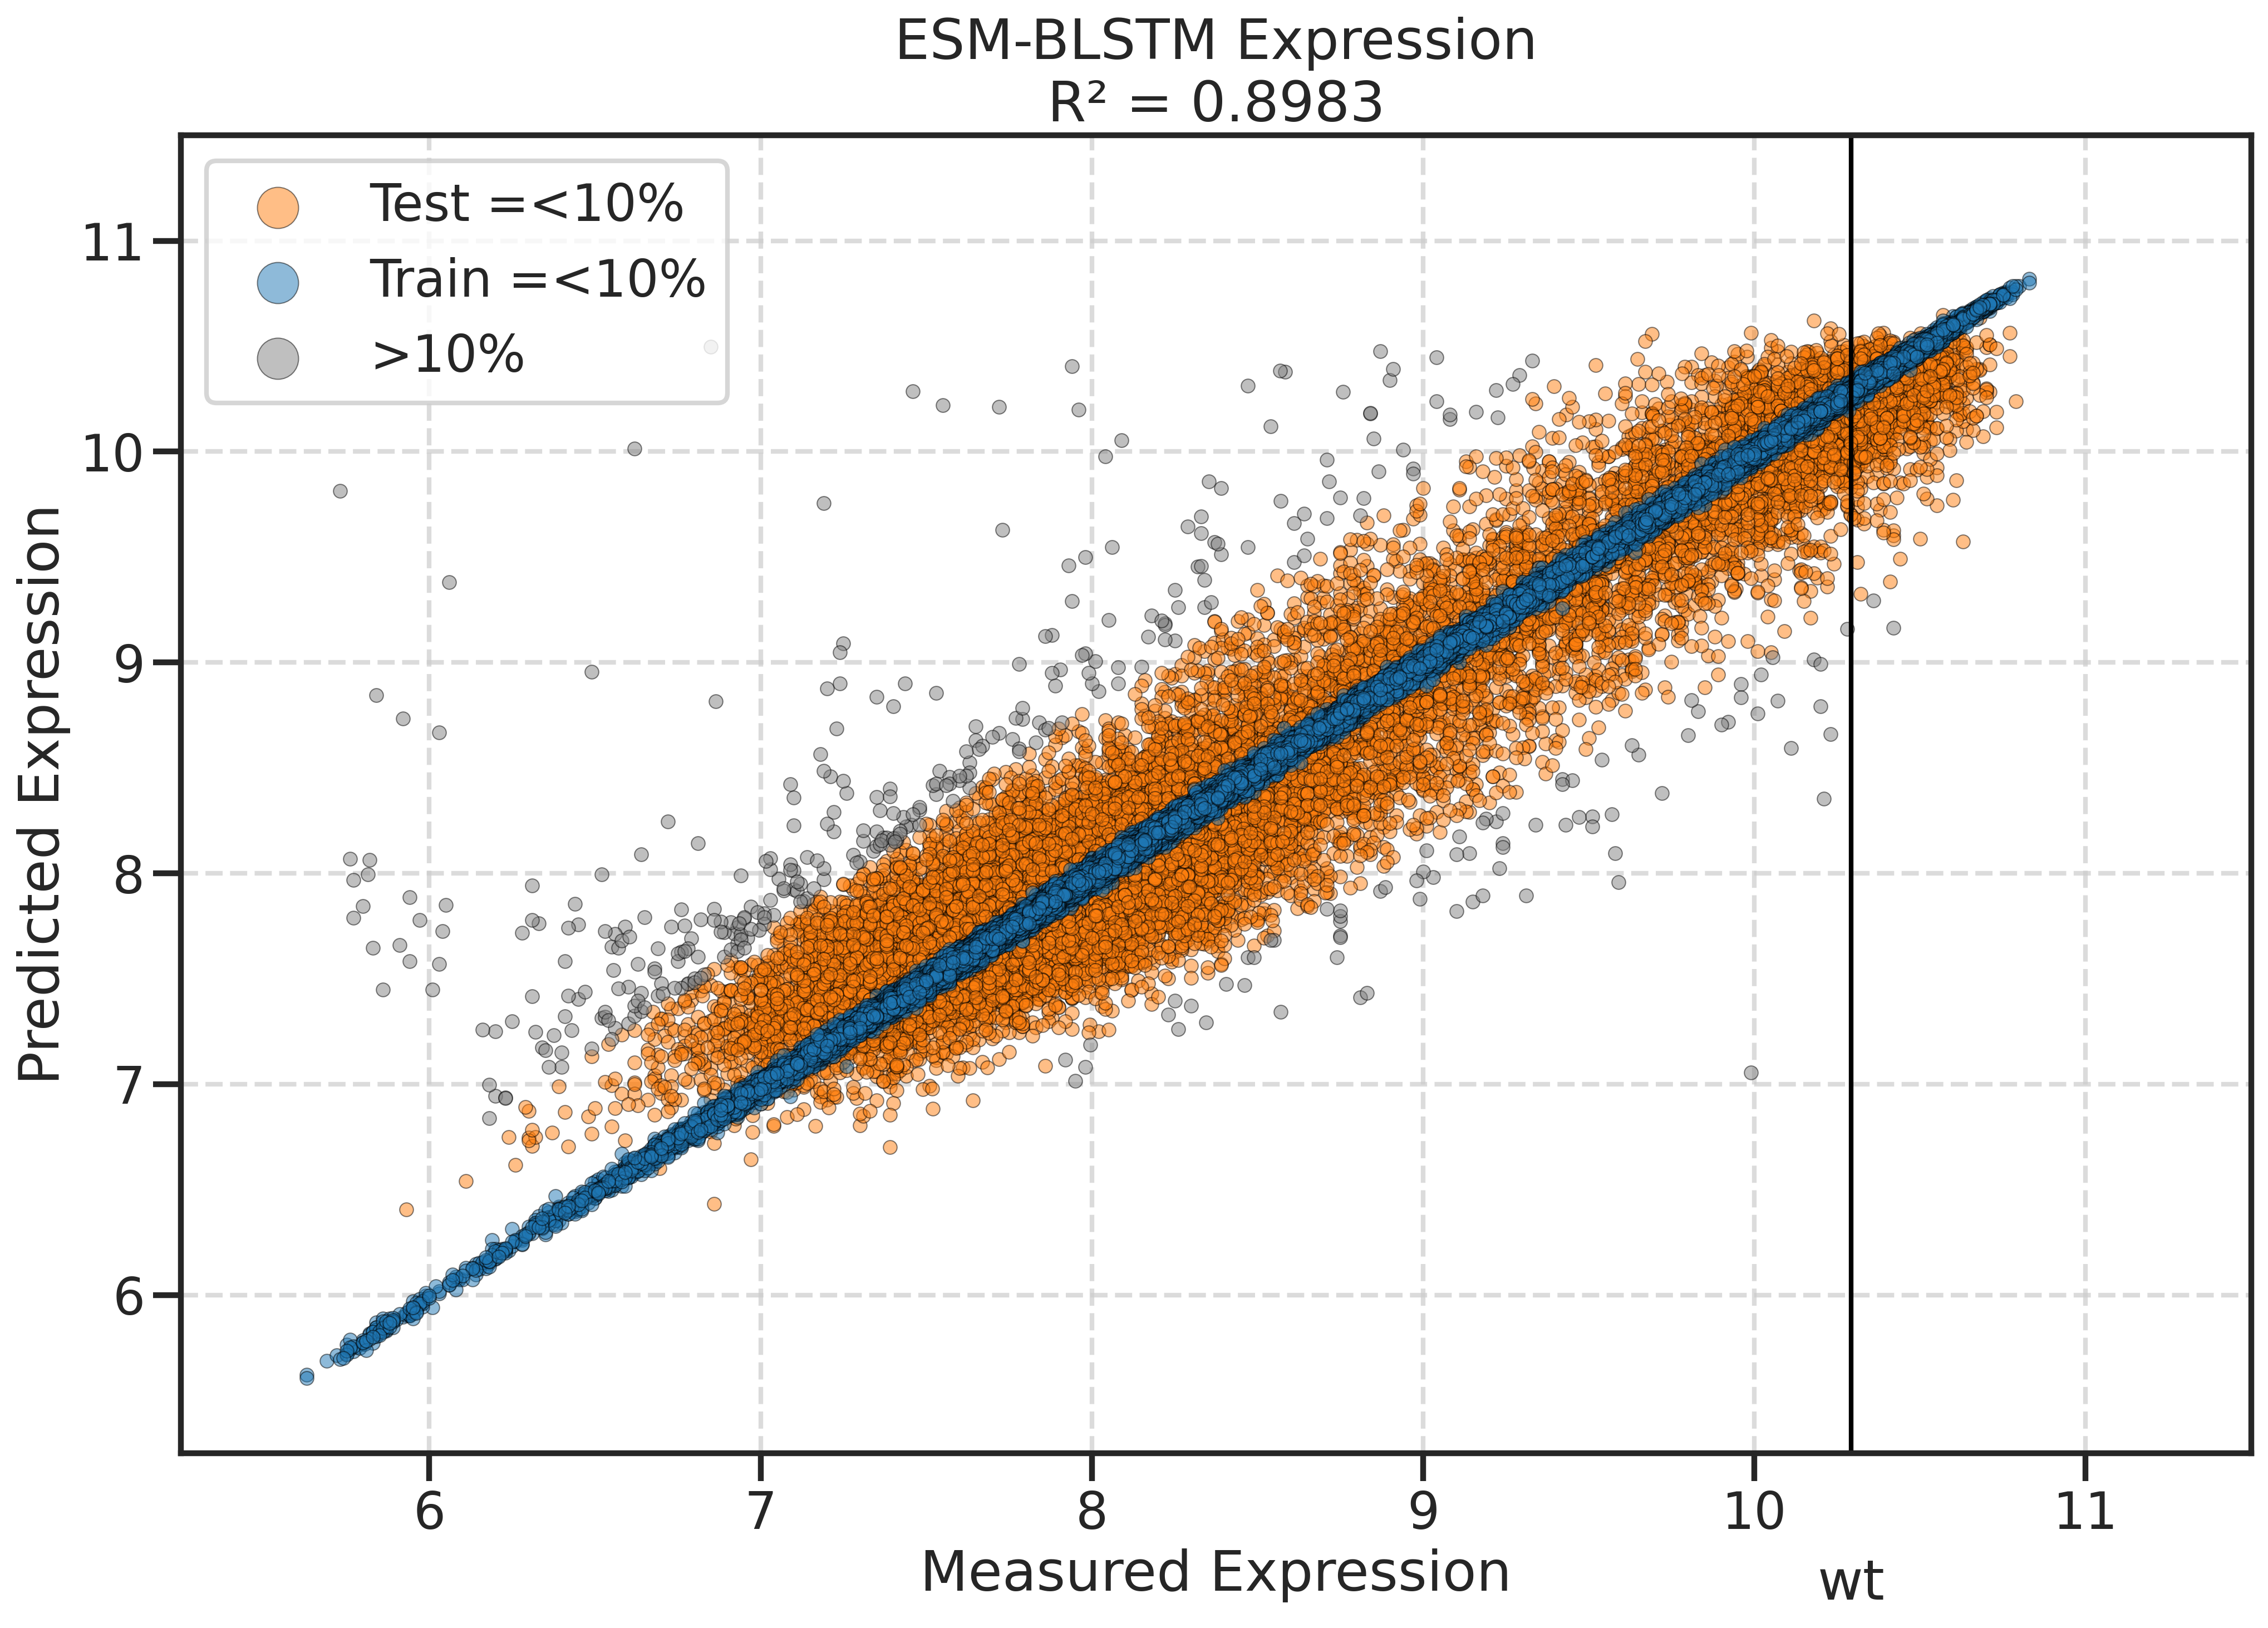 ESM-BLSTM Expression
R² = 0.8983
Test =<10%
Train =<10%
>10%
11
10
9
8
7
6
Predicted Expression
6 7 8 9 10 11
Measured Expression
wt